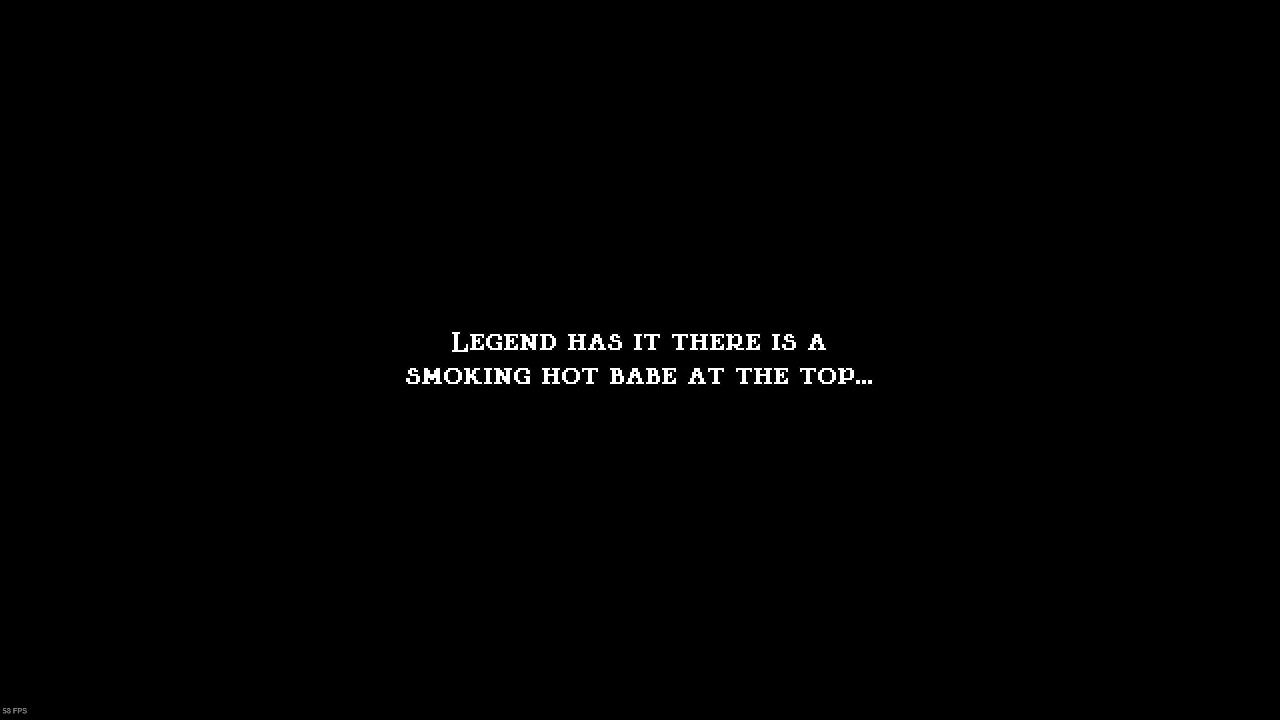 Legend has it there is a
smoking hot babe at the top...
58 FPS